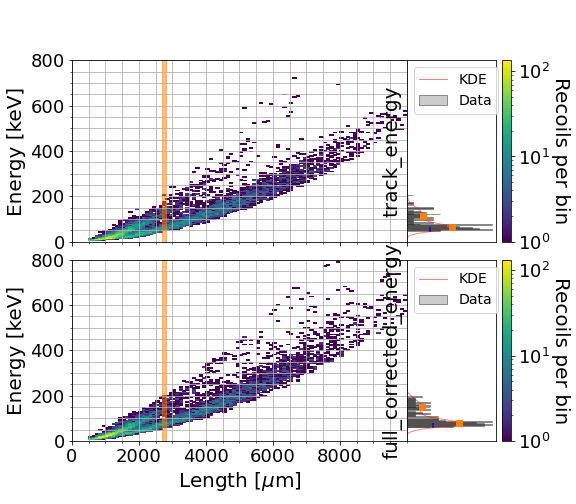 800
600
400
200
0
Energy [keV]
track_energy
KDE
Data
10²
10¹
10⁰
Recoils per bin
800
600
400
200
0
Energy [keV]
full_corrected_energy
KDE
Data
10²
10¹
10⁰
Recoils per bin
0 2000 4000 6000 8000
Length [μm]